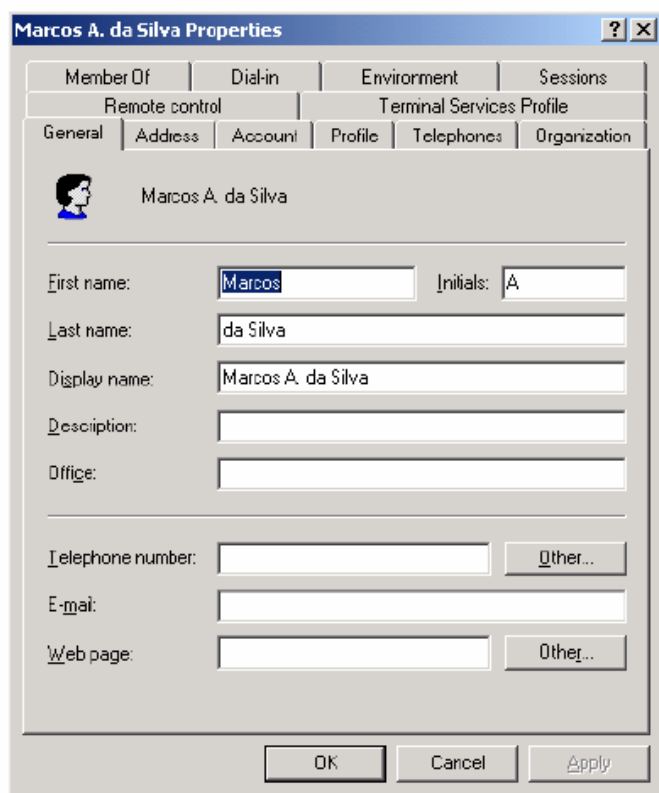 Marcos A. da Silva Properties
Member Of Dial-in Environment Sessions
Remote control Terminal Services Profile
General Address Account Profile Telephones Organization
Marcos A. da Silva
First name: Marcos Initials: A
Last name: da Silva
Display name: Marcos A. da Silva
Description:
Office:
Telephone number: Other...
E-mail:
Web page: Other...
OK Cancel Apply